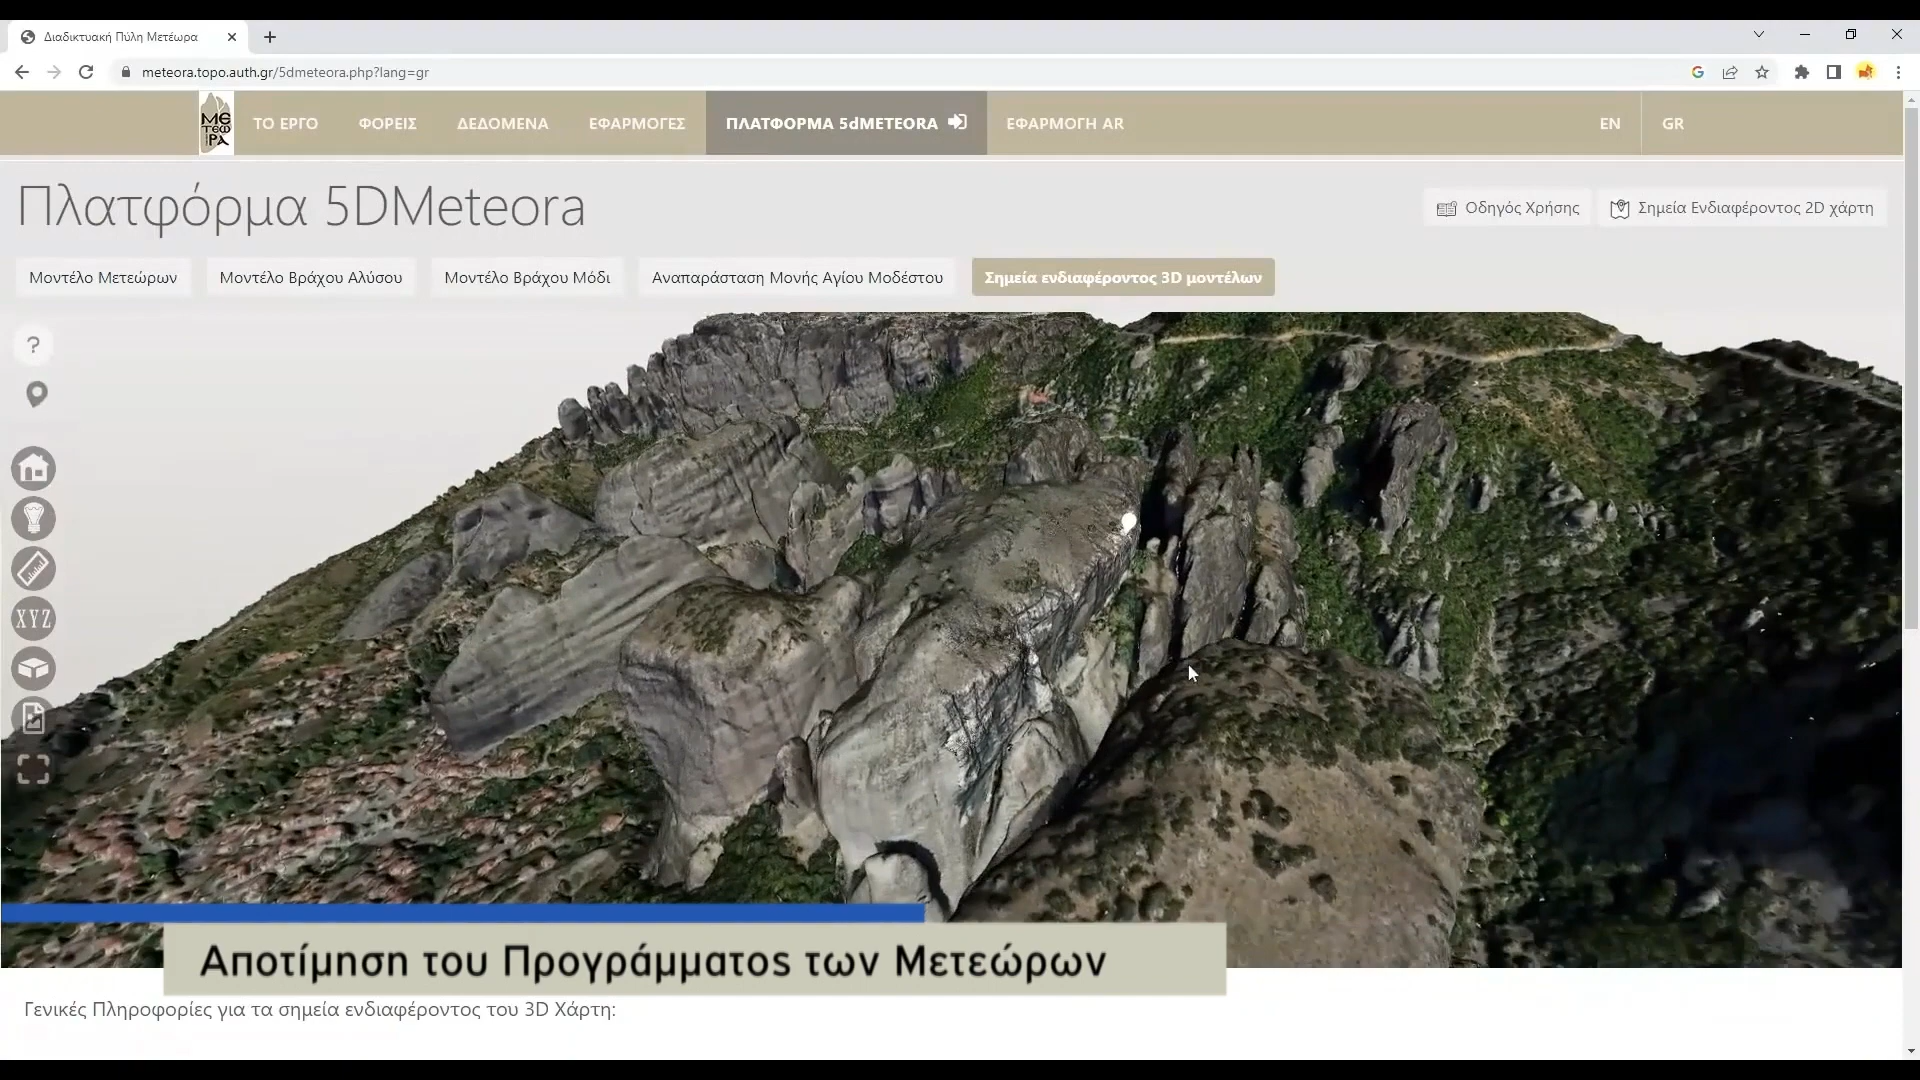 Διαδικτυακή Πύλη Μετέωρα
meteora.topo.auth.gr/5dmeteora.php?lang=gr
ΜΕ
ΤΕΩ
ΡΑ
ΤΟ ΕΡΓΟ
ΦΟΡΕΙΣ
ΔΕΔΟΜΕΝΑ
ΕΦΑΡΜΟΓΕΣ
ΠΛΑΤΦΟΡΜΑ 5dMETEORA
ΕΦΑΡΜΟΓΗ AR
EN
GR
Πλατφόρμα 5DMeteora
Οδηγός Χρήσης
Σημεία Ενδιαφέροντος 2D χάρτη
Μοντέλο Μετεώρων
Μοντέλο Βράχου Αλύσου
Μοντέλο Βράχου Μόδι
Αναπαράσταση Μονής Αγίου Μοδέστου
Σημεία ενδιαφέροντος 3D μοντέλων
?
XYZ
Αποτίμηση του Προγράμματος των Μετεώρων
Γενικές Πληροφορίες για τα σημεία ενδιαφέροντος του 3D Χάρτη: